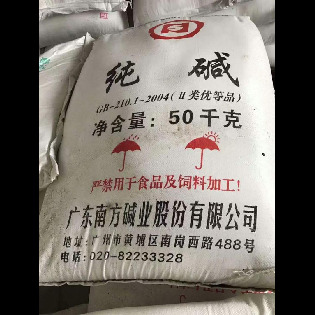 纯碱
GB-210.1-2004(Ⅱ类优等品)
净含量：50千克
严禁用于食品及饲料加工!
广东南方碱业股份有限公司
地址:广州市黄埔区南岗西路488号
电话:020-82233328